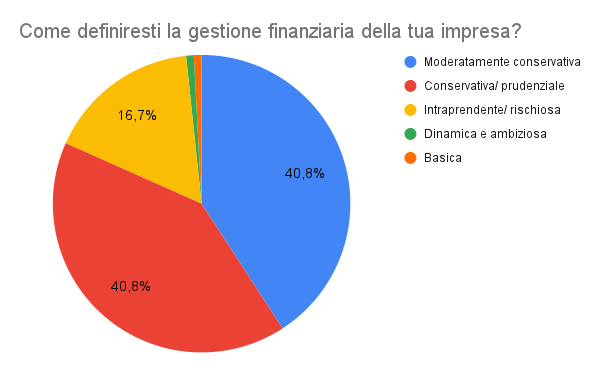 Come definiresti la gestione finanziaria della tua impresa?
Moderatamente conservativa
Conservativa/ prudenziale
Intraprendente/ rischiosa
Dinamica e ambiziosa
Basica
16,7%
40,8%
40,8%